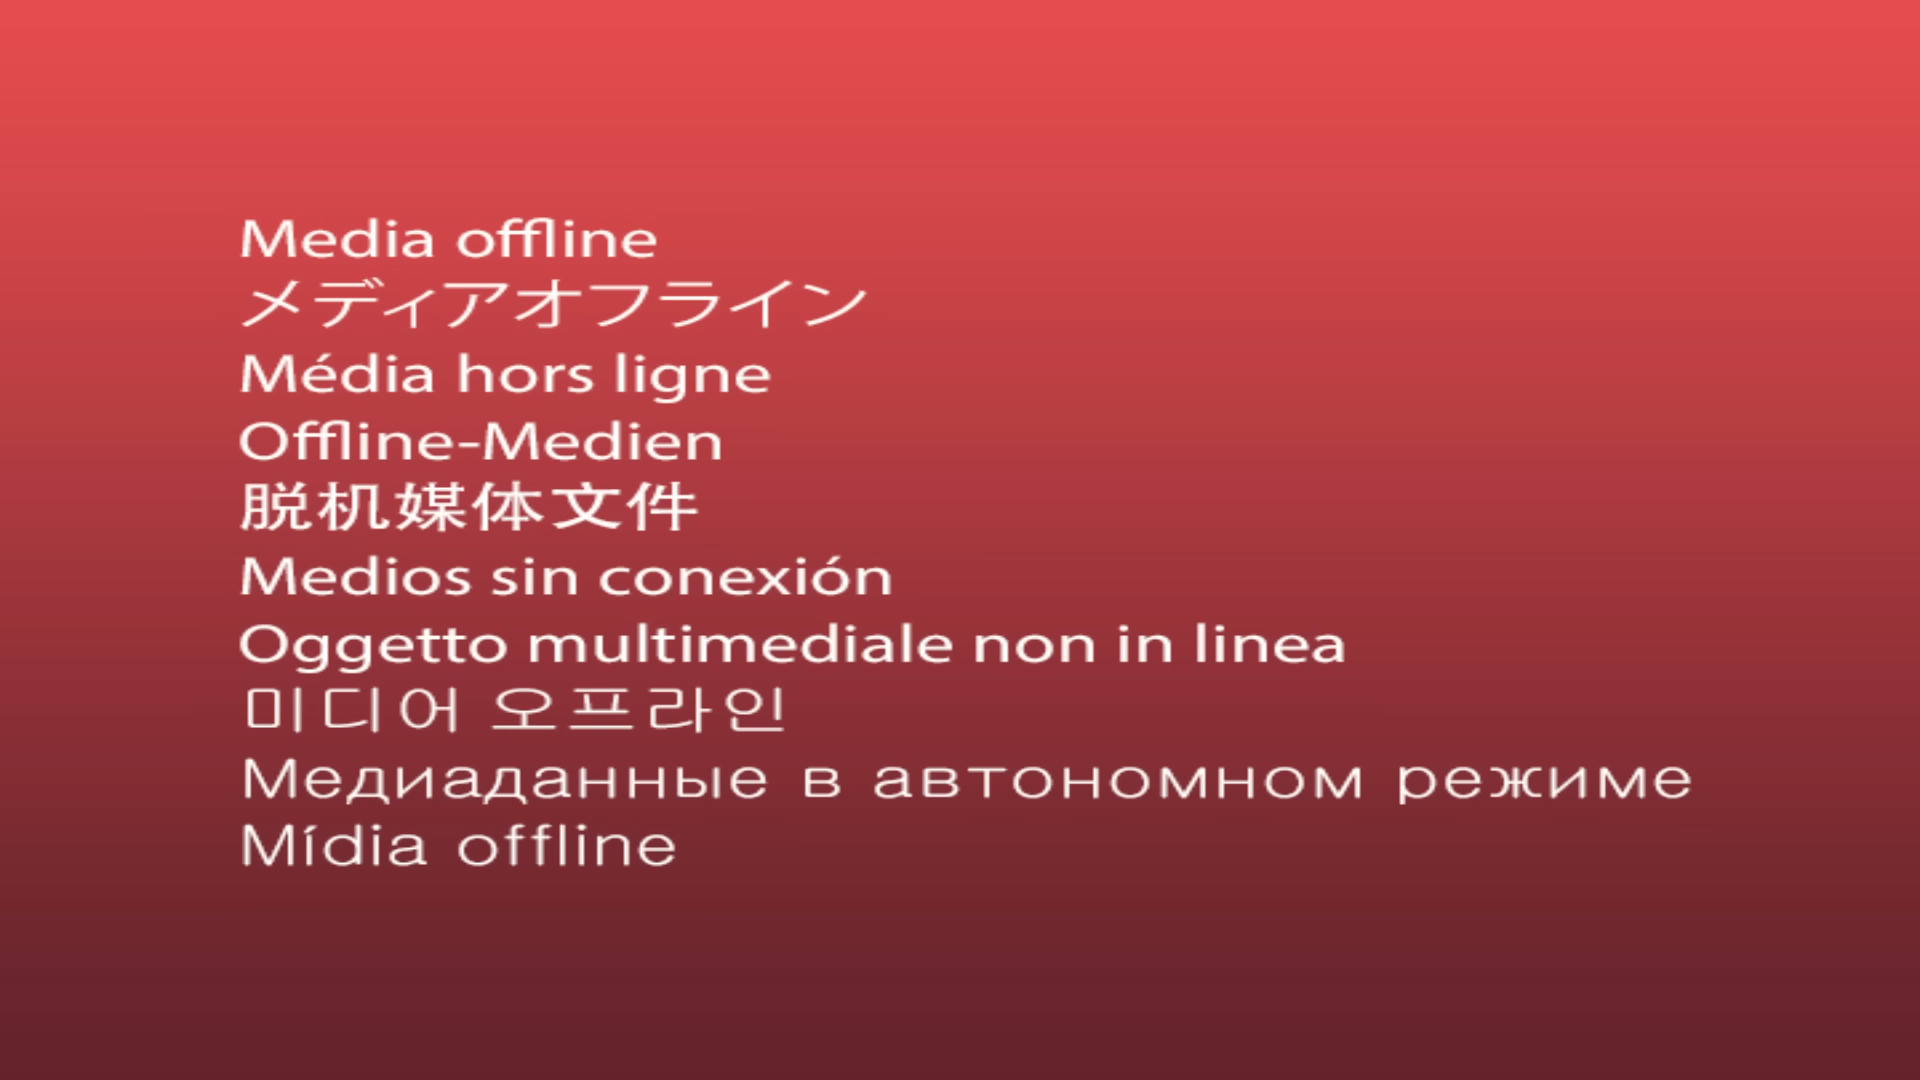 Media offline
メディアオフライン
Média hors ligne
Offline-Medien
脱机媒体文件
Medios sin conexión
Oggetto multimediale non in linea
미디어 오프라인
Медиаданные в автономном режиме
Mídia offline